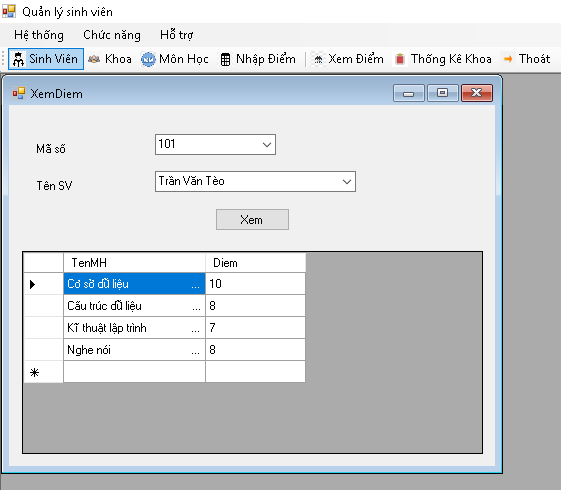 Quản lý sinh viên
Hệ thống Chức năng Hỗ trợ
Sinh Viên Khoa Môn Học Nhập Điểm Xem Điểm Thống Kê Khoa Thoát
XemDiem
Mã số 101
Tên SV Trần Văn Tèo
Xem
TenMH Diem
Cơ sở dữ liệu ... 10
Cấu trúc dữ liệu ... 8
Kĩ thuật lập trình ... 7
Nghe nói ... 8